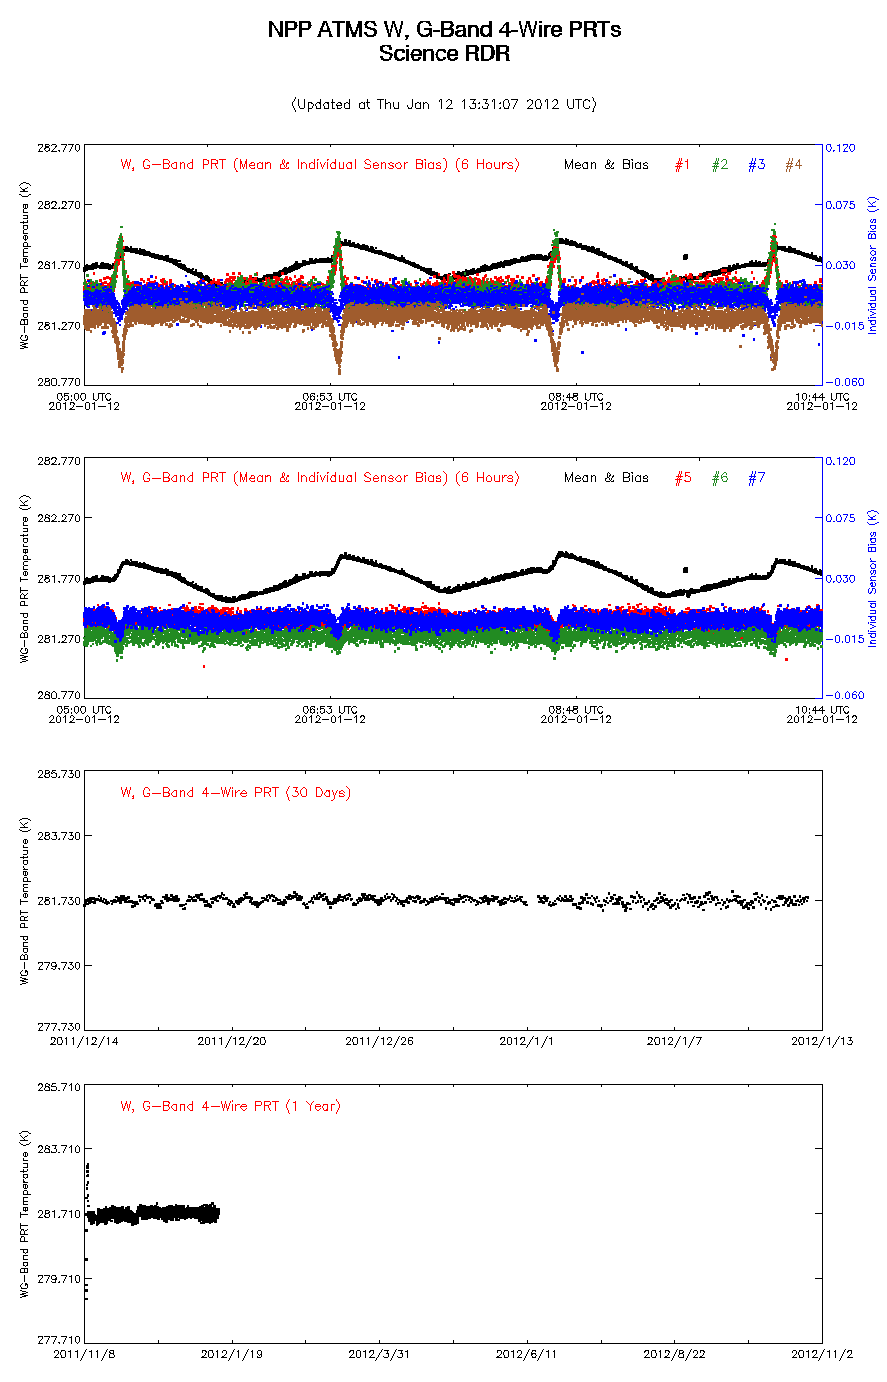 NPP ATMS W, G-Band 4-Wire PRTs
Science RDR
(Updated at Thu Jan 12 13:31:07 2012 UTC)
W, G-Band PRT (Mean & Individual Sensor Bias) (6 Hours) Mean & Bias #1 #2 #3 #4
WG-Band PRT Temperature (K)
282.770
282.270
281.770
281.270
280.770
0.120
0.075
0.030
-0.015
-0.060
Individual Sensor Bias (K)
05:00 UTC 06:53 UTC 08:48 UTC 10:44 UTC
2012-01-12 2012-01-12 2012-01-12 2012-01-12
W, G-Band PRT (Mean & Individual Sensor Bias) (6 Hours) Mean & Bias #5 #6 #7
WG-Band PRT Temperature (K)
282.770
282.270
281.770
281.270
280.770
0.120
0.075
0.030
-0.015
-0.060
Individual Sensor Bias (K)
05:00 UTC 06:53 UTC 08:48 UTC 10:44 UTC
2012-01-12 2012-01-12 2012-01-12 2012-01-12
W, G-Band 4-Wire PRT (30 Days)
WG-Band PRT Temperature (K)
285.730
283.730
281.730
279.730
277.730
2011/12/14 2011/12/20 2011/12/26 2012/1/1 2012/1/7 2012/1/13
W, G-Band 4-Wire PRT (1 Year)
WG-Band PRT Temperature (K)
285.710
283.710
281.710
279.710
277.710
2011/11/8 2012/1/19 2012/3/31 2012/6/11 2012/8/22 2012/11/2